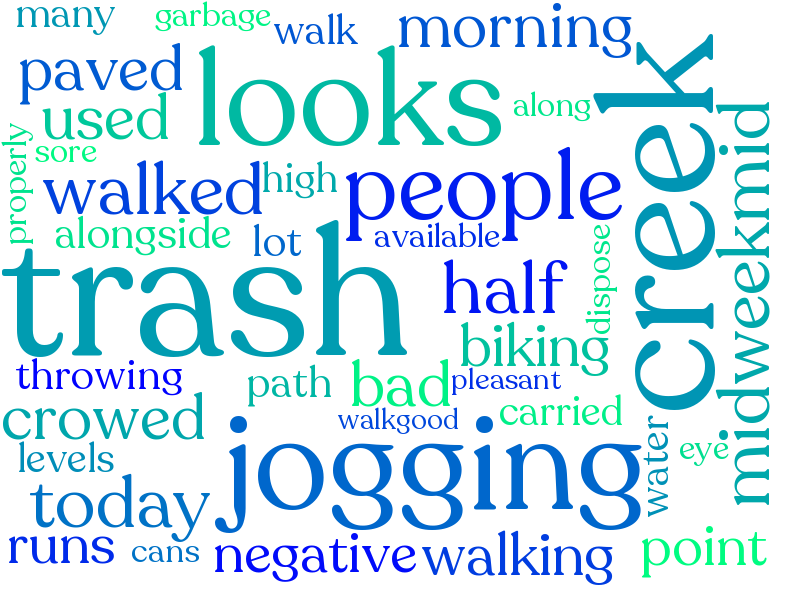 many
garbage
walk
morning
paved
looks
used
along
creek
properly
sore
walked
high
people
midweekmid
alongside
lot
available
trash
half
dispose
biking
throwing
path
bad
pleasant
crowed
walkgood
carried
levels
jogging
water
eye
today
runs
cans
negative
walking
point